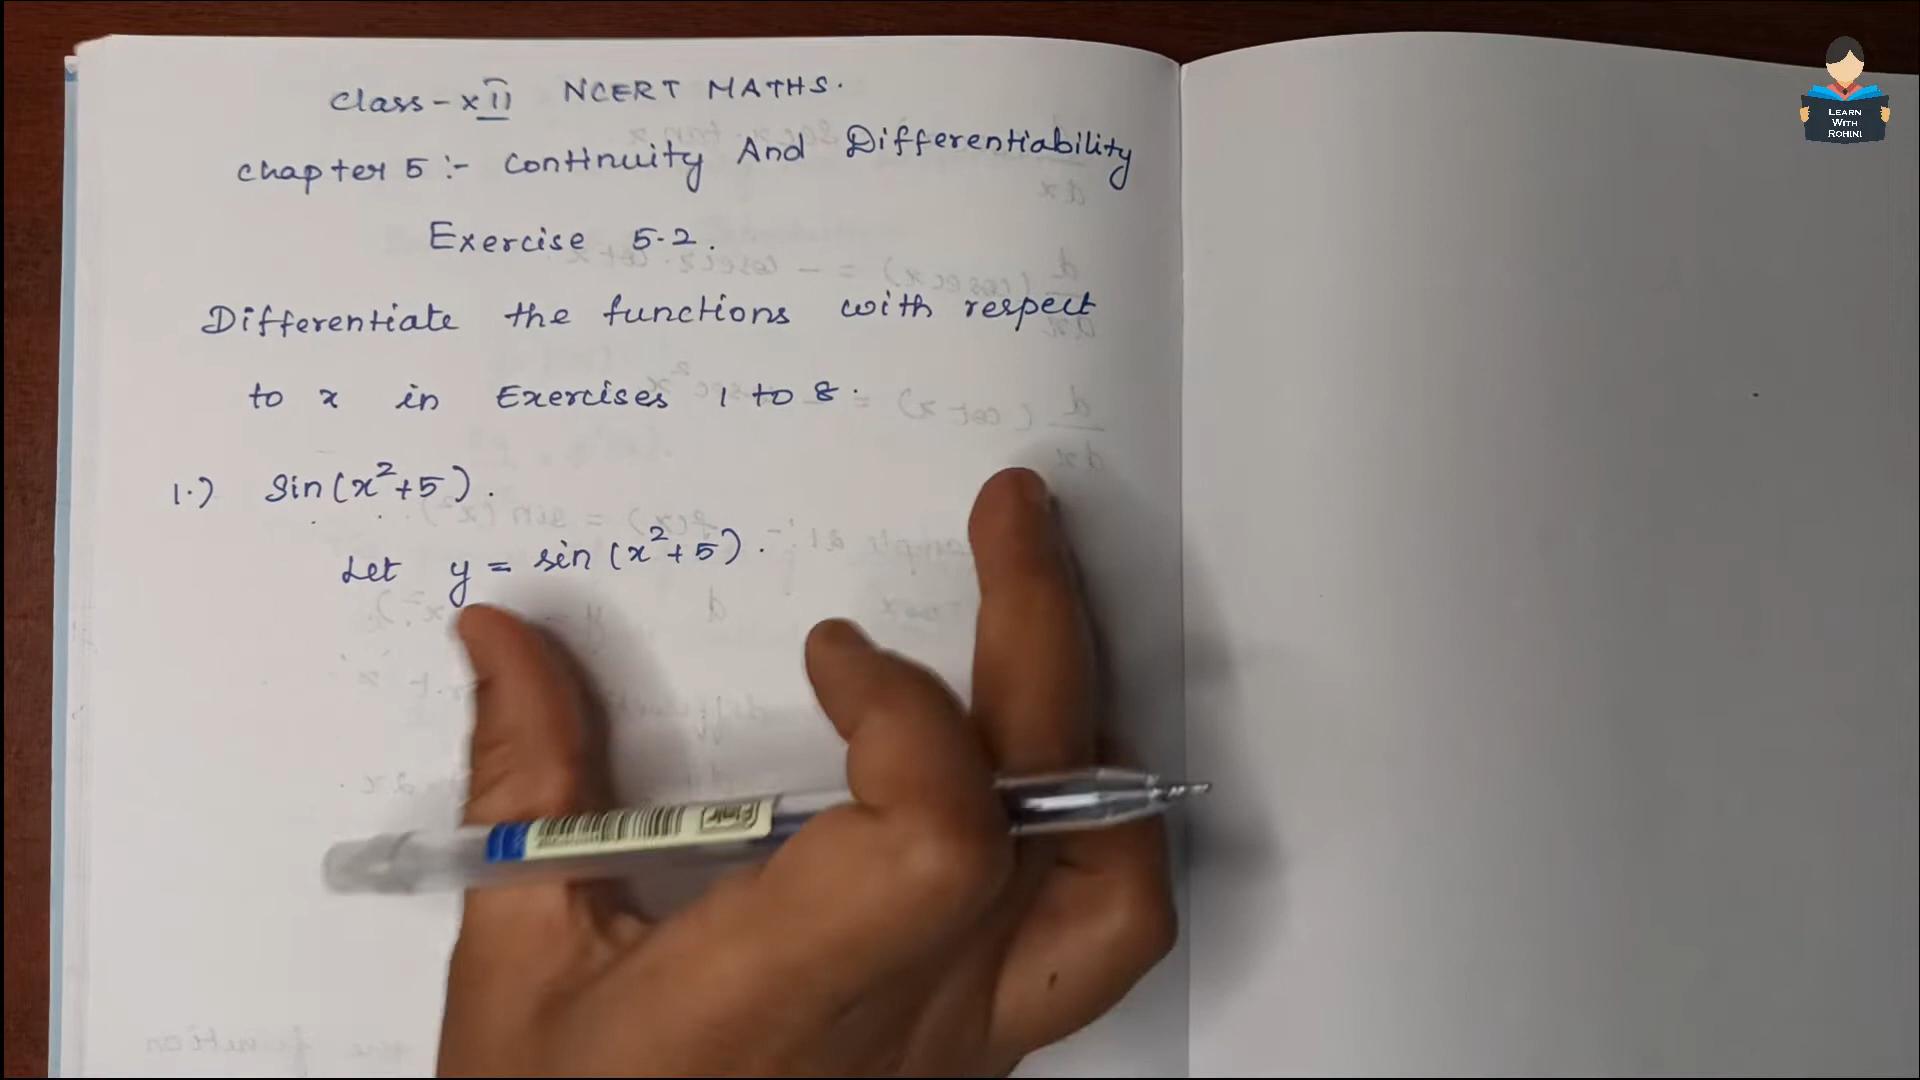 Class - XII NCERT MATHS.
Chapter 5 :- Continuity And Differentiability
Exercise 5.2.
Differentiate the functions with respect
to x in Exercises 1 to 8.
1.) Sin(x²+5).
Let y = sin (x²+5).
LEARN
WITH
ROHINI